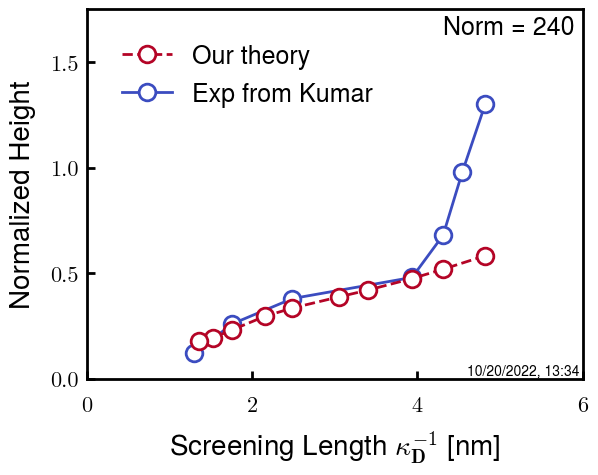 Norm = 240
Our theory
Exp from Kumar
Normalized Height
1.5
1.0
0.5
0.0
10/20/2022, 13:34
0 2 4 6
Screening Length κ_D^{-1} [nm]